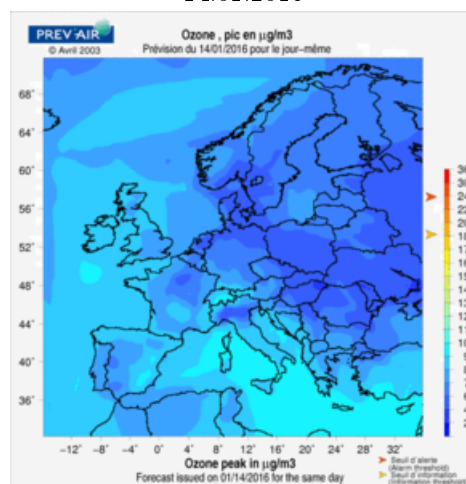 PREV'AIR
© Avril 2003
Ozone , pic en µg/m3
Prévision du 14/01/2016 pour le jour-même
68°
64°
60°
56°
52°
48°
44°
40°
36°
-12° -8° -4° 0° 4° 8° 12° 16° 20° 24° 28° 32°
Ozone peak in µg/m3
Forecast issued on 01/14/2016 for the same day
Seuil d'alerte
(Alarm threshold)
Seuil d'information
(Information threshold)